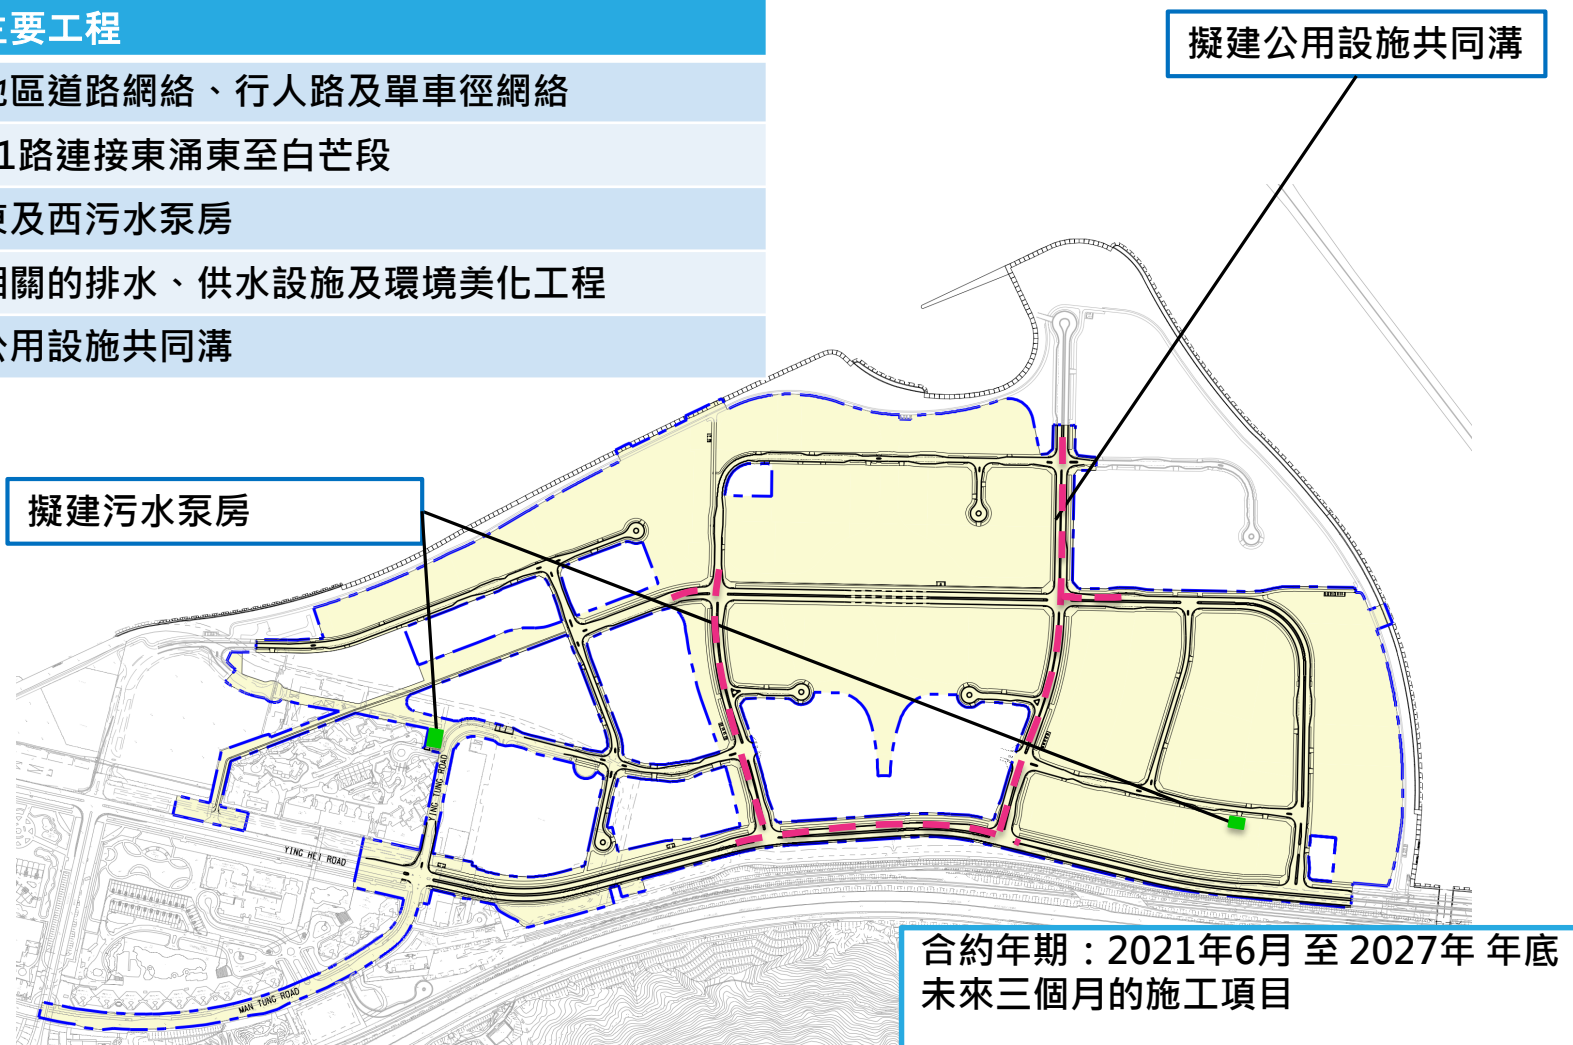 主要工程
地區道路網絡、行人路及單車徑網絡
1路連接東涌東至白芒段
東及西污水泵房
相關的排水、供水設施及環境美化工程
公用設施共同溝
擬建公用設施共同溝
擬建污水泵房
YING TUNG ROAD
YING HEI ROAD
MAN TUNG ROAD
合約年期：2021年6月 至 2027年 年底
未來三個月的施工項目